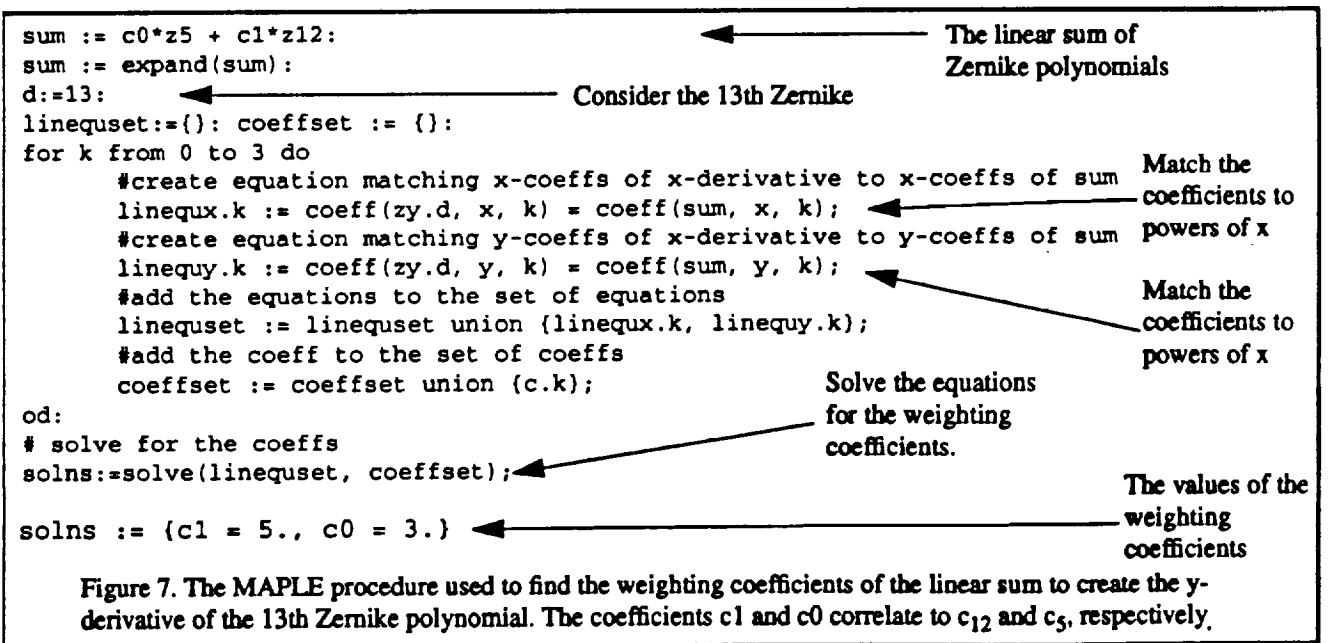 sum := c0*z5 + c1*z12:
The linear sum of
Zernike polynomials
sum := expand(sum):
d:=13:
Consider the 13th Zernike
linequset:={}: coeffset := {}:
for k from 0 to 3 do
#create equation matching x-coeffs of x-derivative to x-coeffs of sum
linequx.k := coeff(zy.d, x, k) = coeff(sum, x, k);
Match the
coefficients to
powers of x
#create equation matching y-coeffs of x-derivative to y-coeffs of sum
linequy.k := coeff(zy.d, y, k) = coeff(sum, y, k);
Match the
coefficients to
powers of x
#add the equations to the set of equations
linequset := linequset union {linequx.k, linequy.k};
#add the coeff to the set of coeffs
coeffset := coeffset union {c.k};
Solve the equations
for the weighting
coefficients.
od:
# solve for the coeffs
solns:=solve(linequset, coeffset);
solns := {c1 = 5., c0 = 3.}
The values of the
weighting
coefficients
Figure 7. The MAPLE procedure used to find the weighting coefficients of the linear sum to create the y-
derivative of the 13th Zernike polynomial. The coefficients c1 and c0 correlate to c12 and c5, respectively.